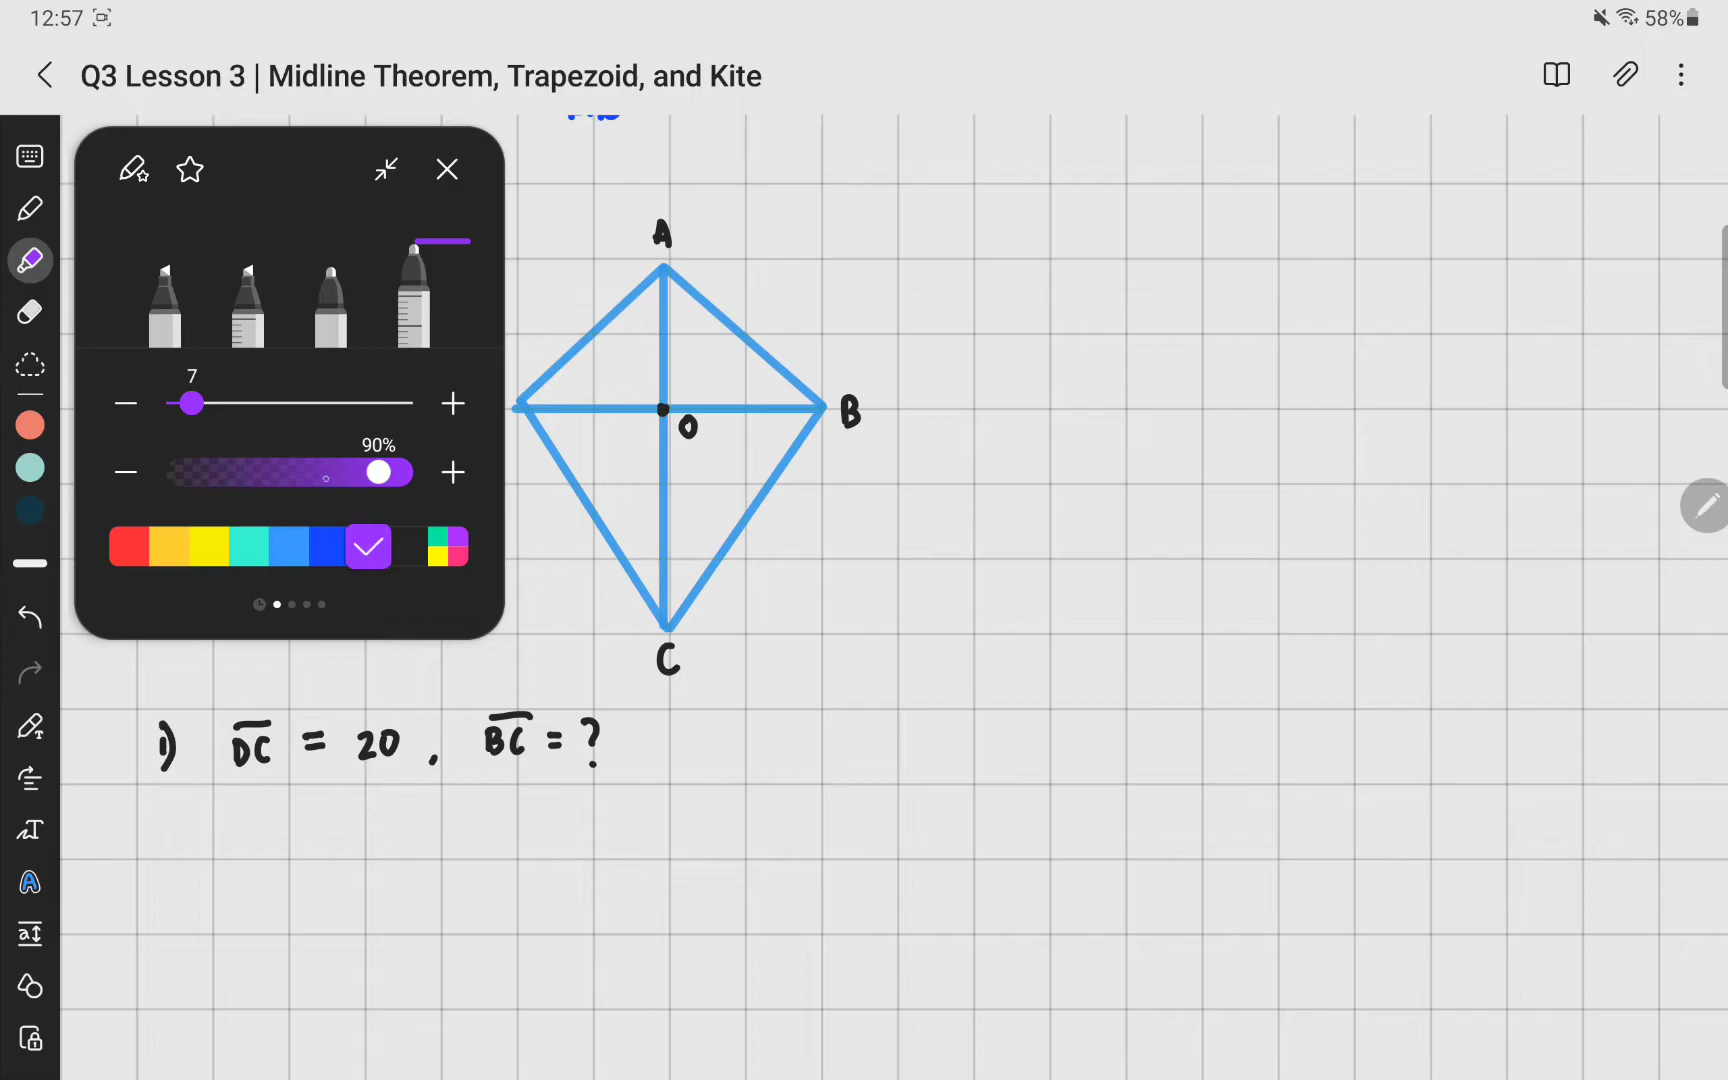 12:57
58%
Q3 Lesson 3 | Midline Theorem, Trapezoid, and Kite
7
90%
A
B
O
C
1) DC = 20 , BC = ?